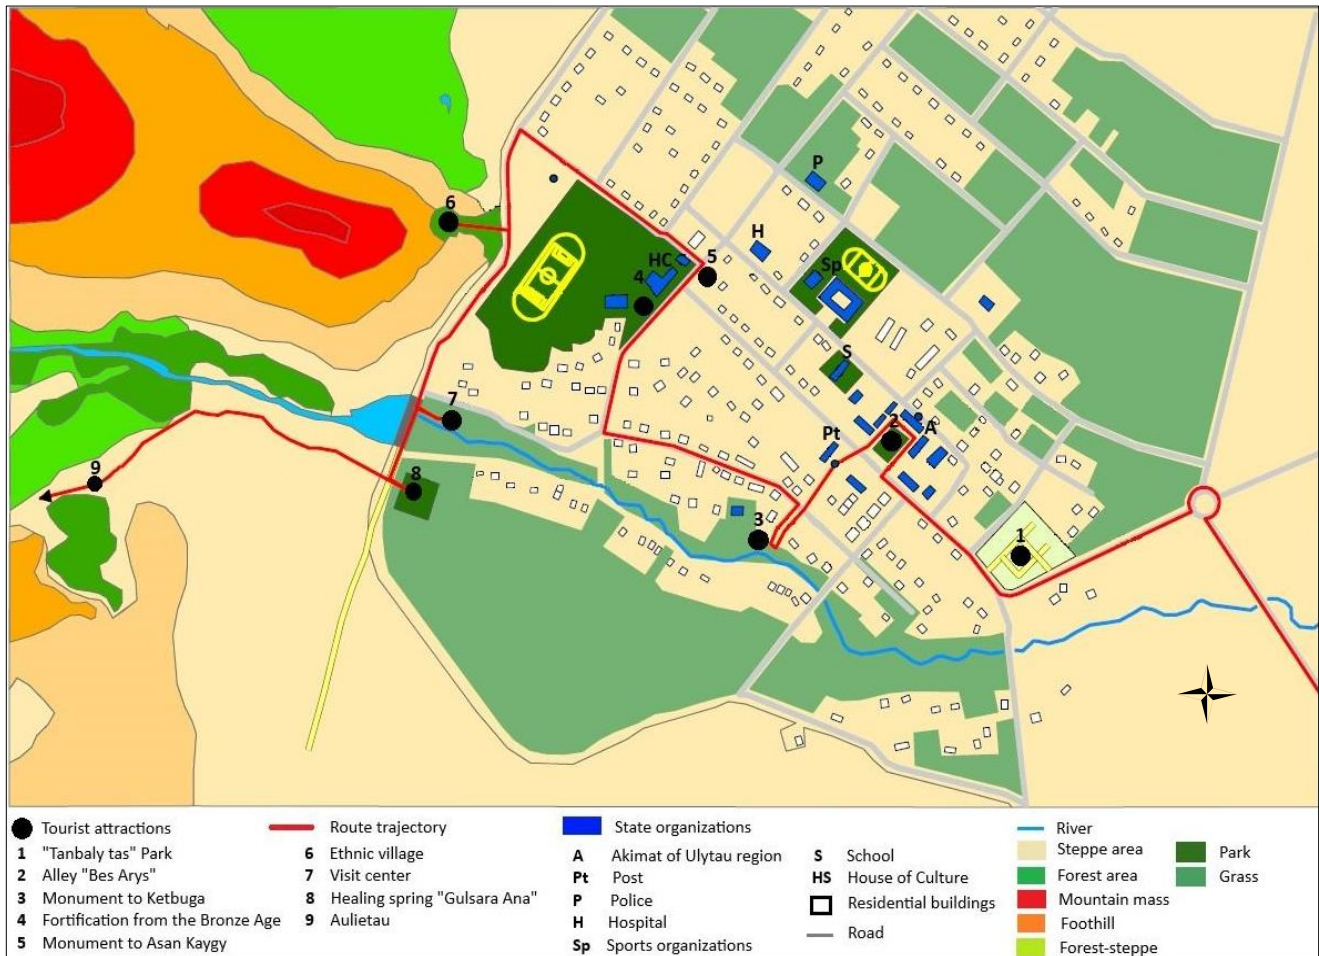 P
6
H
5
HC
4
Sp
S
7
2
A
Pt
8
9
3
1
Tourist attractions
1 "Tanbaly tas" Park
2 Alley "Bes Arys"
3 Monument to Ketbuga
4 Fortification from the Bronze Age
5 Monument to Asan Kaygy
Route trajectory
6 Ethnic village
7 Visit center
8 Healing spring "Gulsara Ana"
9 Aulietau
State organizations
A Akimat of Ulytau region
Pt Post
P Police
H Hospital
Sp Sports organizations
S School
HS House of Culture
Residential buildings
Road
River
Steppe area
Forest area
Mountain mass
Foothill
Forest-steppe
Park
Grass